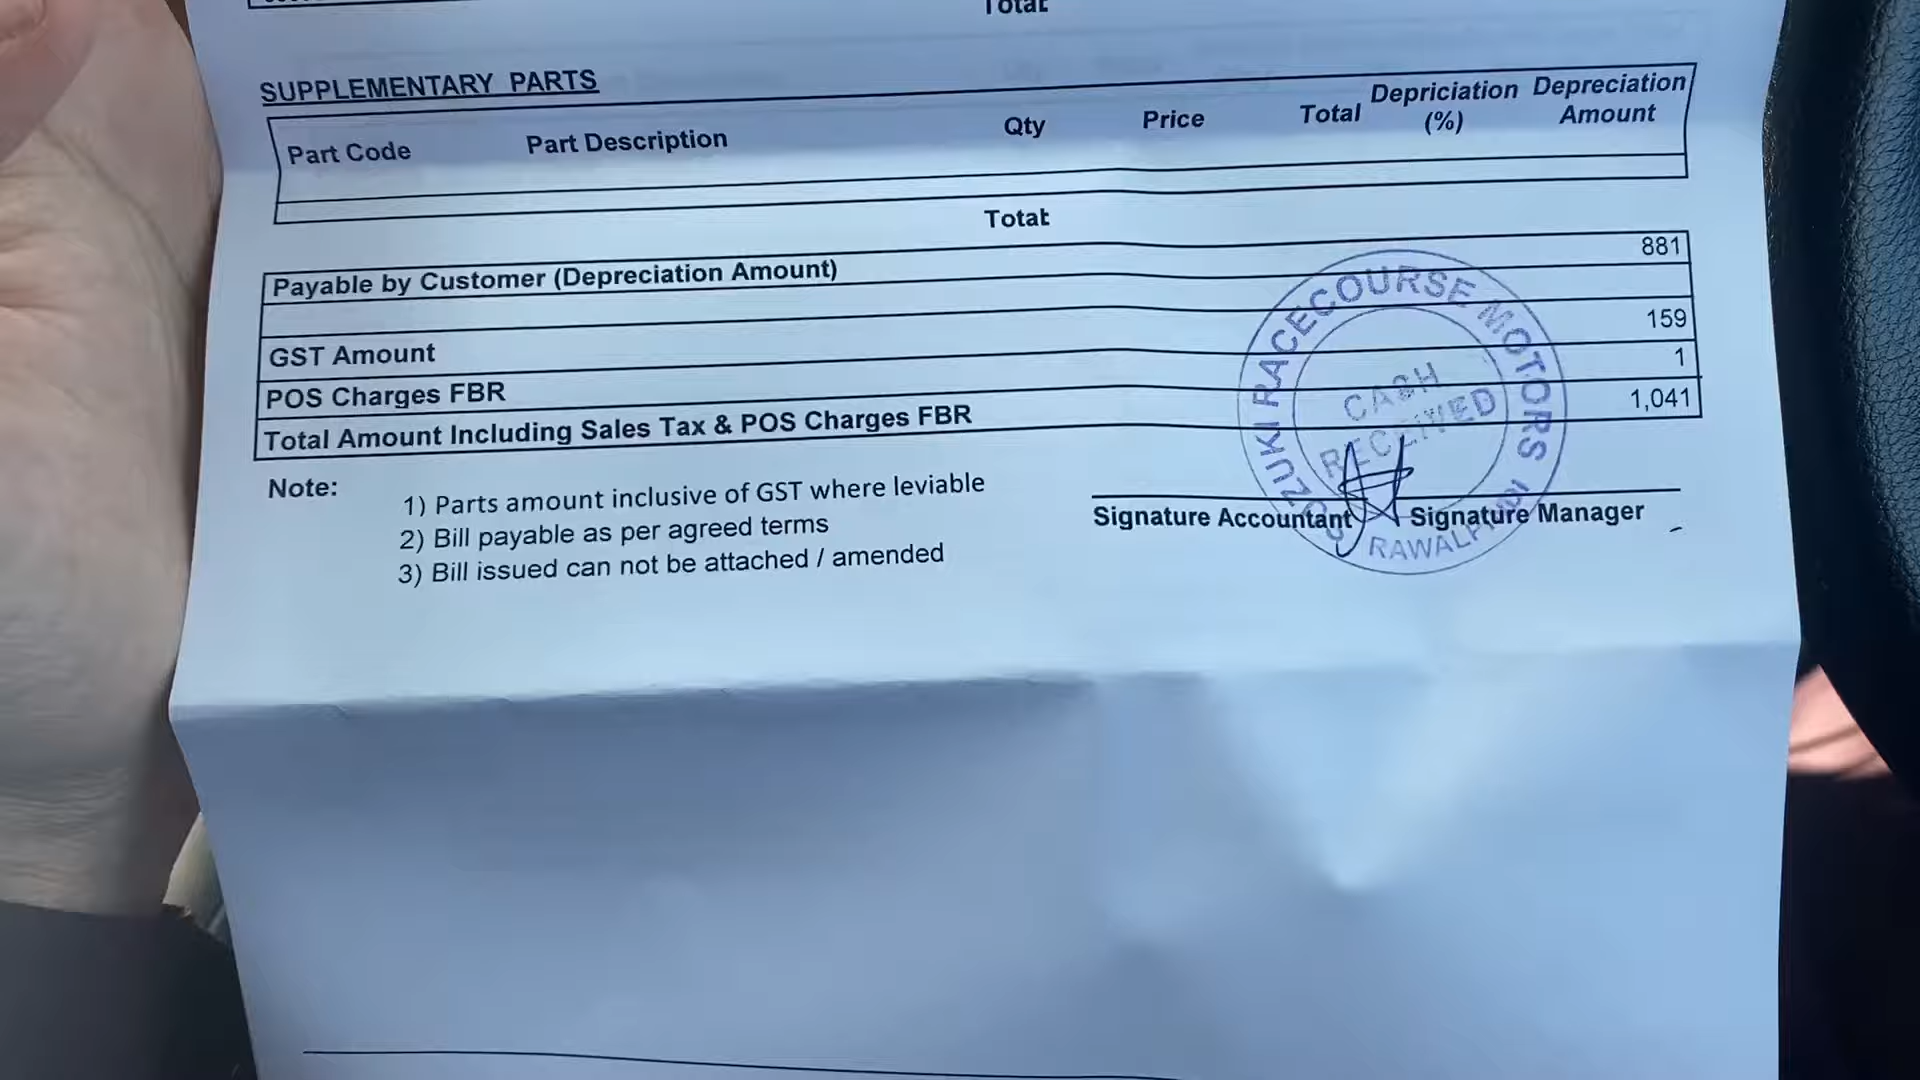 Total
SUPPLEMENTARY PARTS
Part Code Part Description Qty Price Total Depriciation (%) Depreciation Amount
Total
Payable by Customer (Depreciation Amount) 881
GST Amount 159
POS Charges FBR 1
Total Amount Including Sales Tax & POS Charges FBR 1,041
Note:
1) Parts amount inclusive of GST where leviable
2) Bill payable as per agreed terms
3) Bill issued can not be attached / amended
Signature Accountant Signature Manager
SUZUKI RACECOURSE MOTORS
CASH
RECEIVED
RAWALPINDI